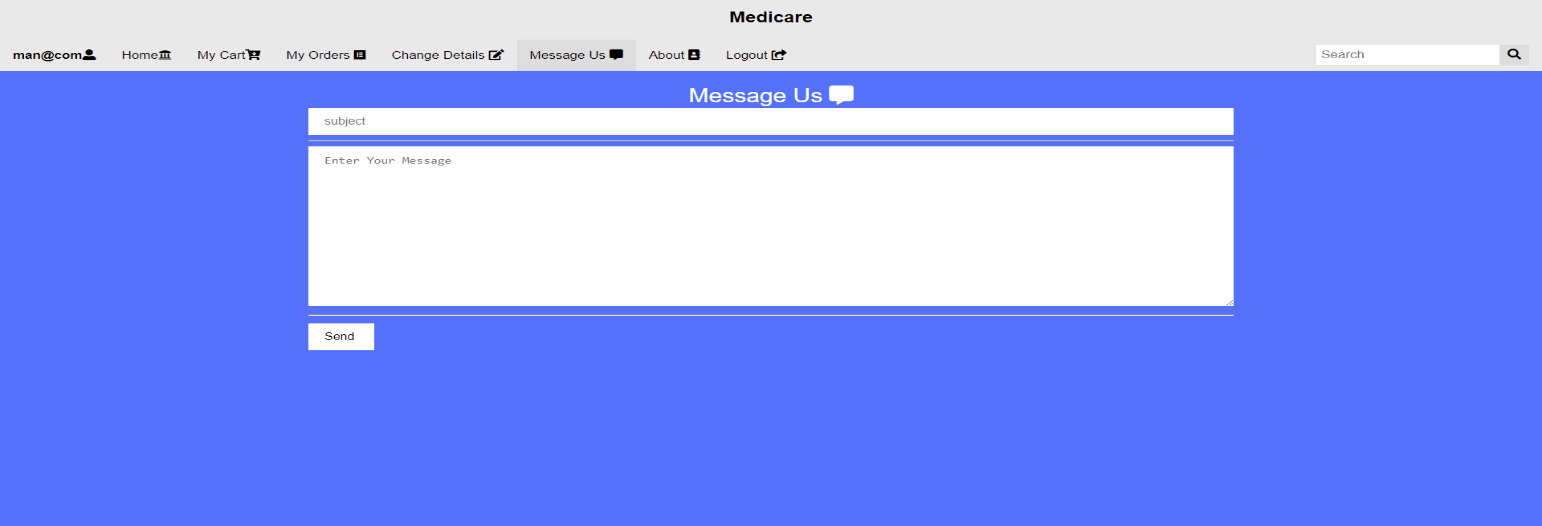 Medicare
man@com Home My Cart My Orders Change Details Message Us About Logout Search
Message Us
subject
Enter Your Message
Send